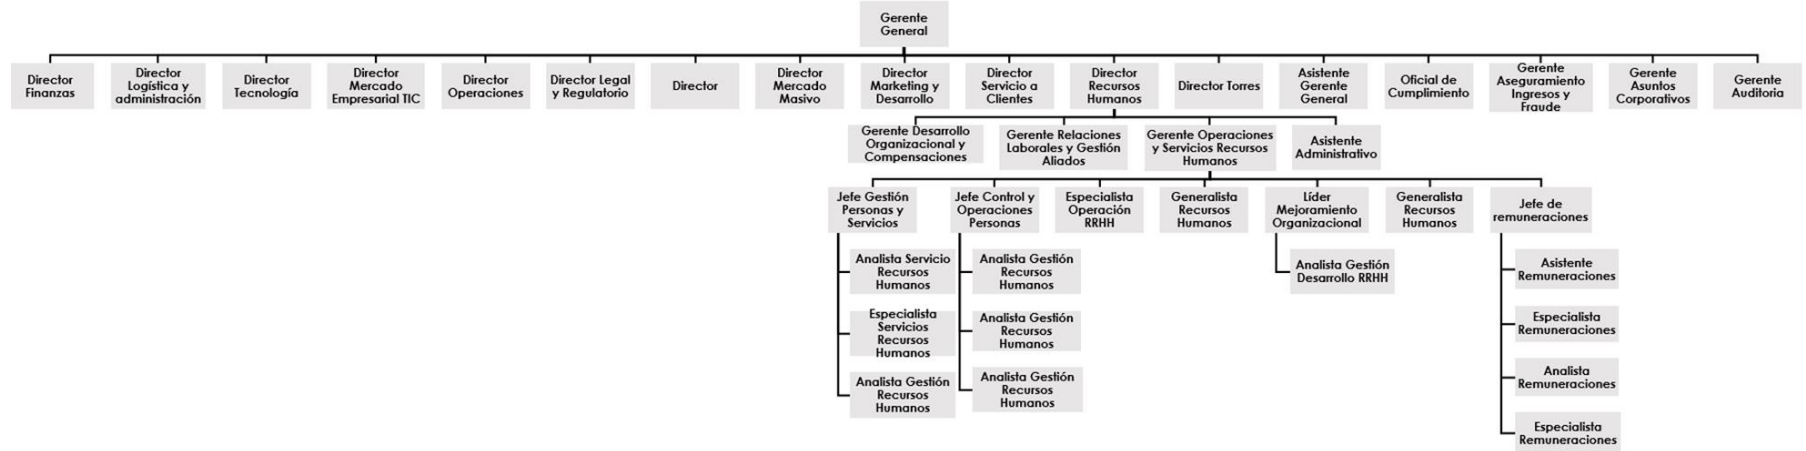 Gerente
General
Director
Finanzas
Director
Logística y
administración
Director
Tecnología
Director
Mercado
Empresarial TIC
Director
Operaciones
Director Legal
y Regulatorio
Director
Director
Mercado
Masivo
Director
Marketing y
Desarrollo
Director
Servicio a
Clientes
Director
Recursos
Humanos
Director Torres
Asistente
Gerente
General
Oficial de
Cumplimiento
Gerente
Aseguramiento
Ingresos y
Fraude
Gerente
Asuntos
Corporativos
Gerente
Auditoria
Gerente Desarrollo
Organizacional y
Compensaciones
Gerente Relaciones
Laborales y Gestión
Aliados
Gerente Operaciones
y Servicios Recursos
Humanos
Asistente
Administrativo
Jefe Gestión
Personas y
Servicios
Jefe Control y
Operaciones
Personas
Especialista
Operación
RRHH
Generalista
Recursos
Humanos
Líder
Mejoramiento
Organizacional
Generalista
Recursos
Humanos
Jefe de
remuneraciones
Analista Servicio
Recursos
Humanos
Especialista
Servicios
Recursos
Humanos
Analista Gestión
Recursos
Humanos
Analista Gestión
Recursos
Humanos
Analista Gestión
Recursos
Humanos
Analista Gestión
Recursos
Humanos
Analista Gestión
Desarrollo RRHH
Asistente
Remuneraciones
Especialista
Remuneraciones
Analista
Remuneraciones
Especialista
Remuneraciones